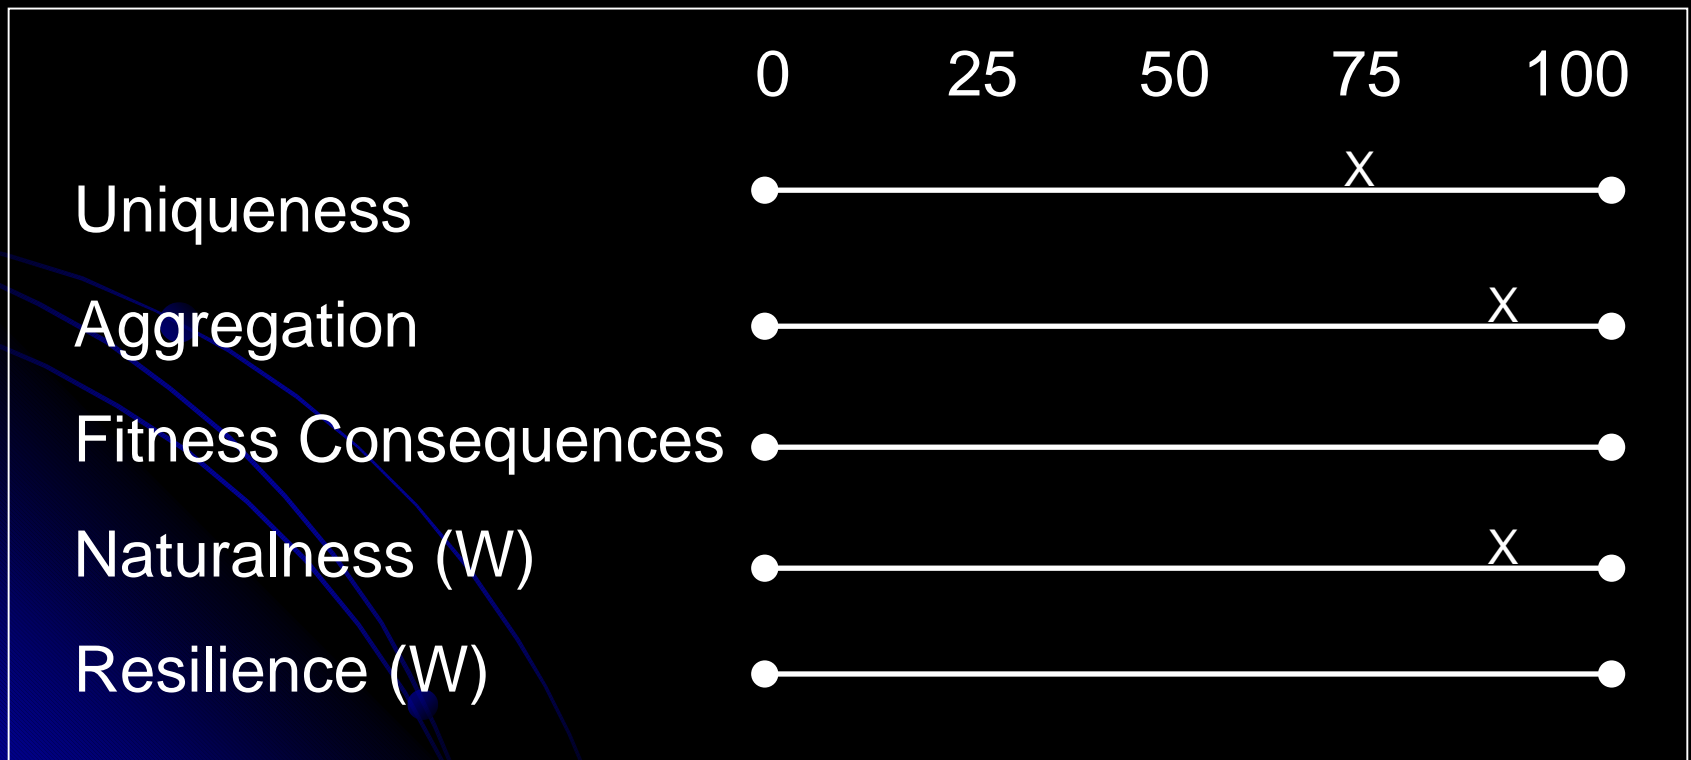 0 25 50 75 100
X
Uniqueness
X
Aggregation
Fitness Consequences
X
Naturalness (W)
Resilience (W)